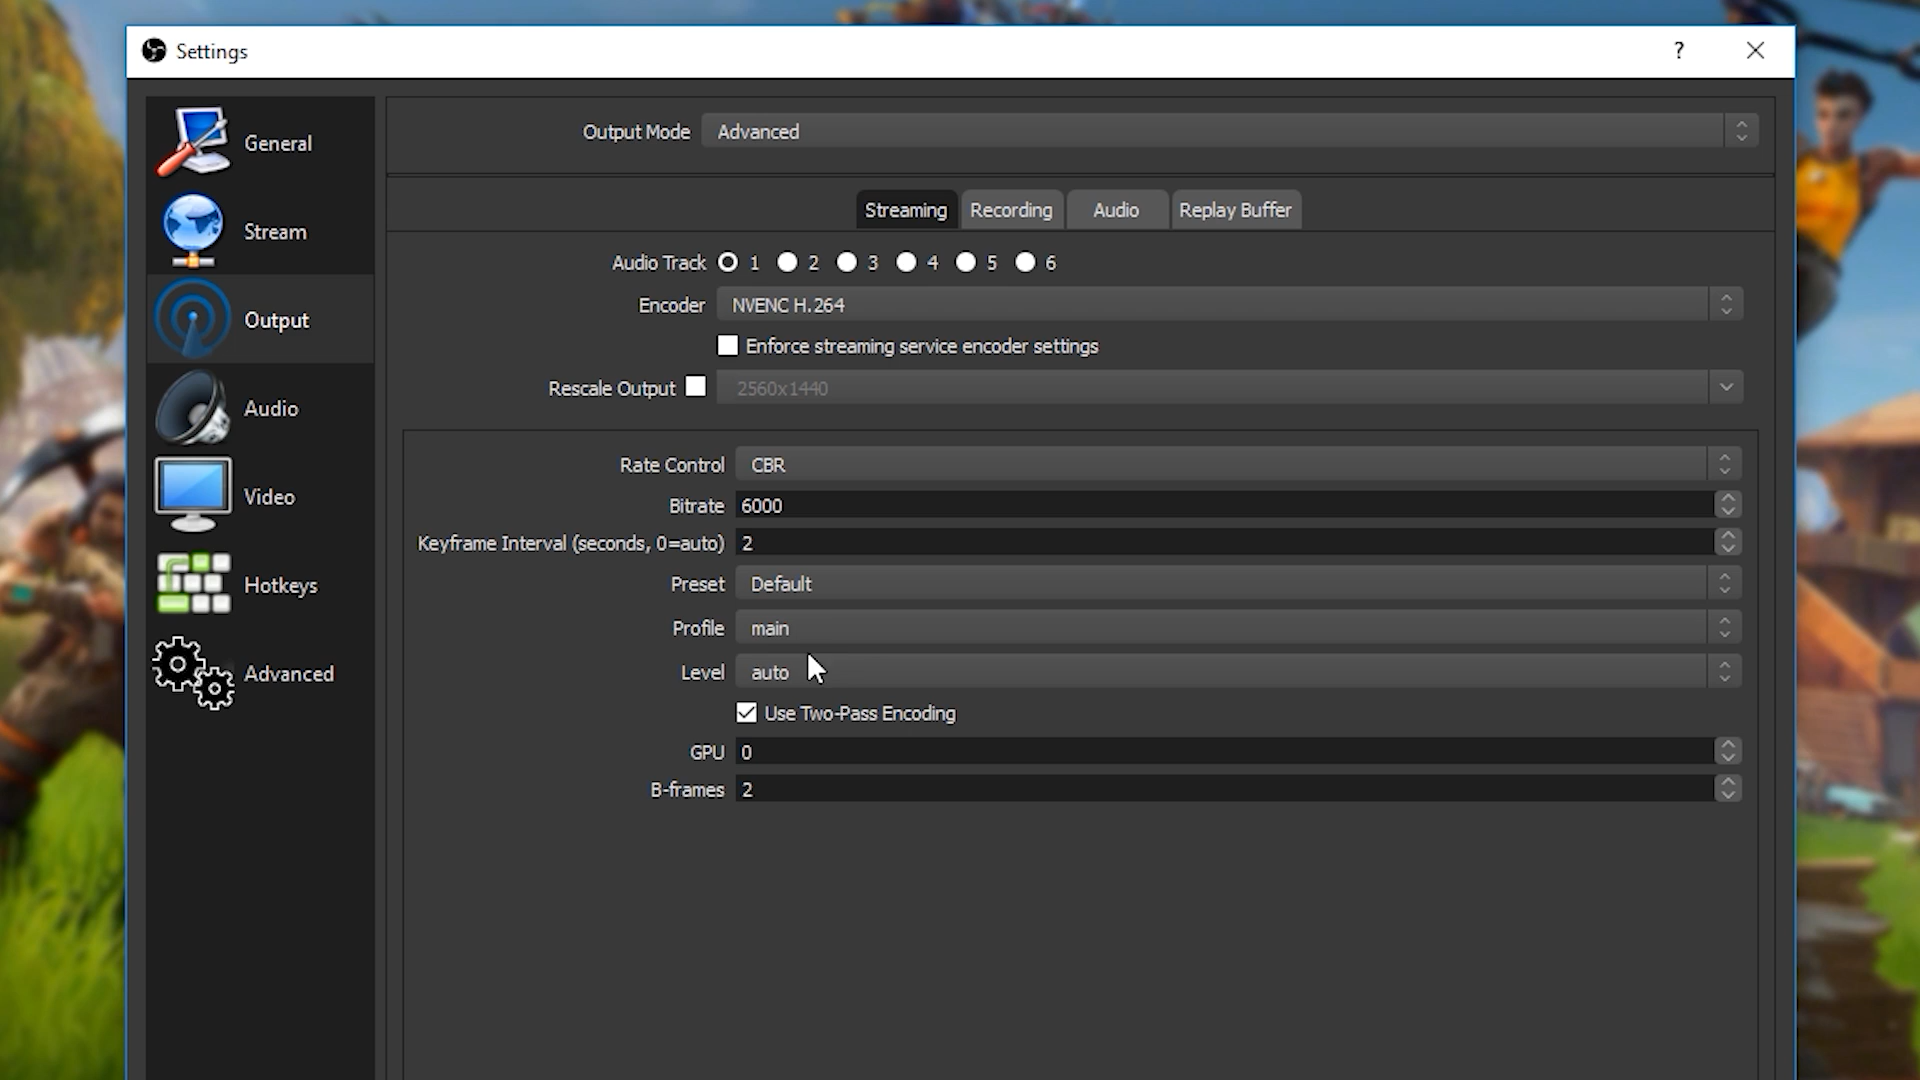 Settings
?
General
Stream
Output
Audio
Video
Hotkeys
Advanced
Output Mode Advanced
Streaming Recording Audio Replay Buffer
Audio Track 1 2 3 4 5 6
Encoder NVENC H.264
Enforce streaming service encoder settings
Rescale Output 2560x1440
Rate Control CBR
Bitrate 6000
Keyframe Interval (seconds, 0=auto) 2
Preset Default
Profile main
Level auto
Use Two-Pass Encoding
GPU 0
B-frames 2